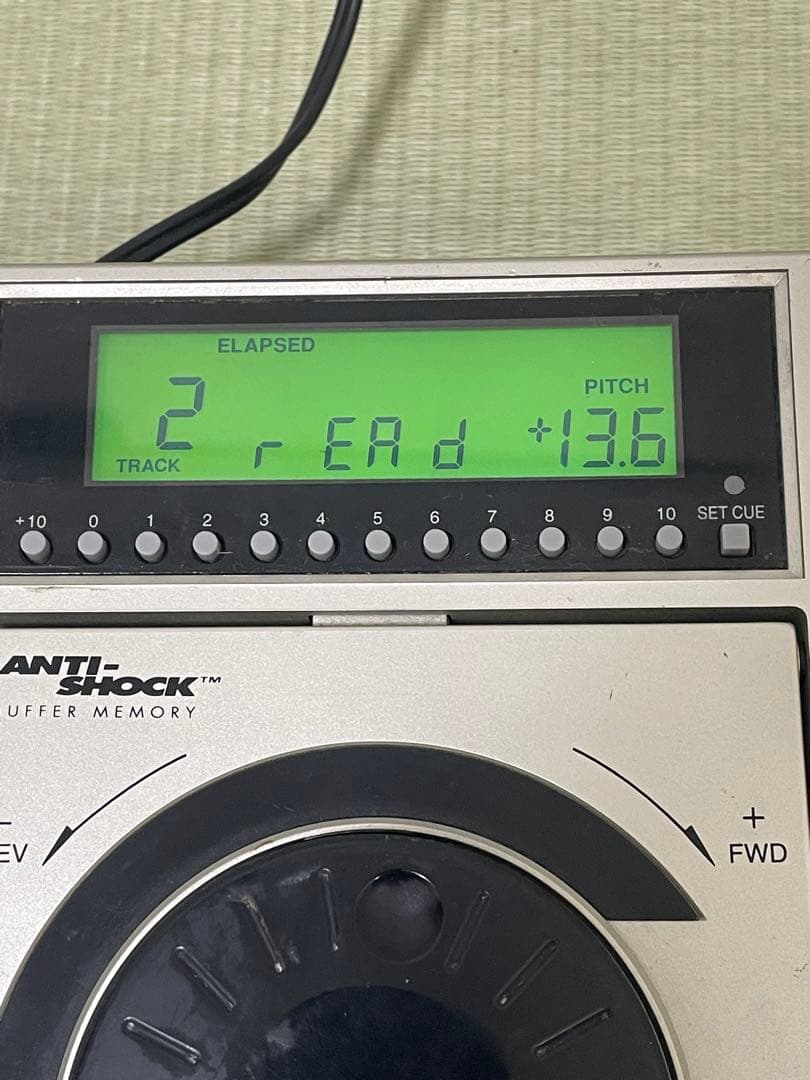 ELAPSED
PITCH
2 rEAd +13.6
TRACK
+10 0 1 2 3 4 5 6 7 8 9 10 SET CUE
ANTI-
SHOCK™
UFFER MEMORY
− +
EV FWD